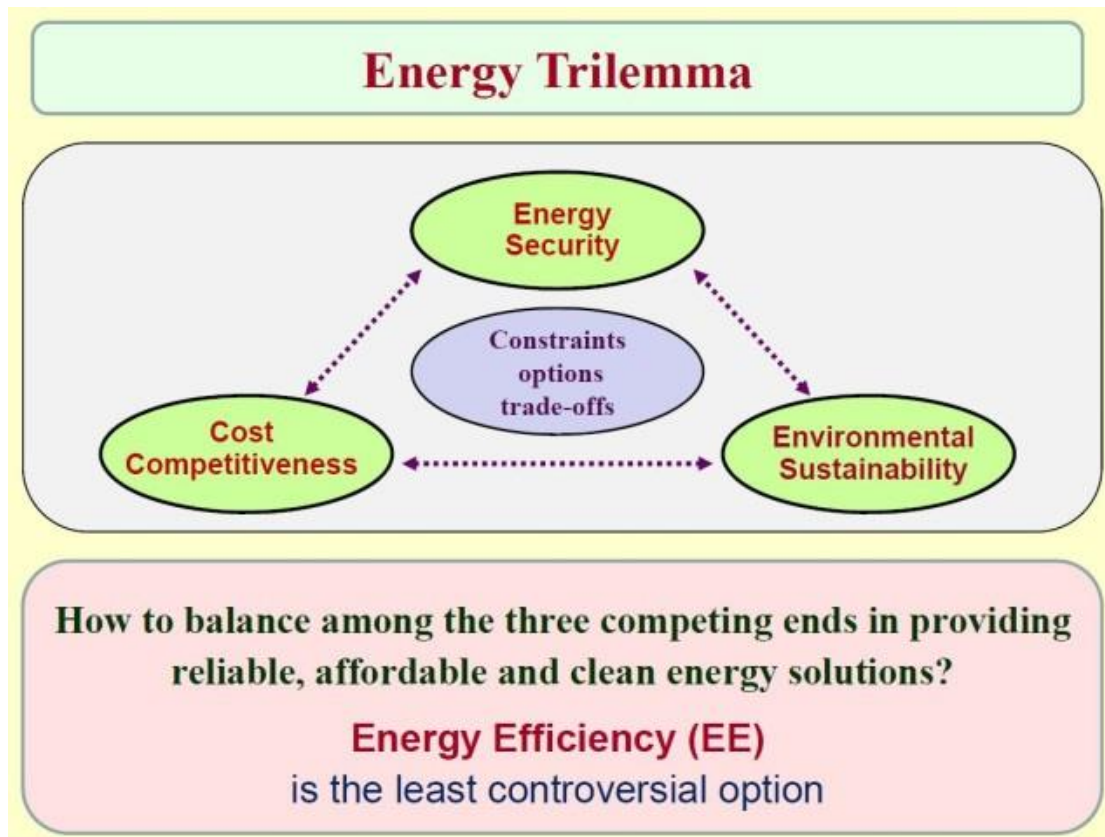 Energy Trilemma
Energy
Security
Constraints
options
trade-offs
Cost
Competitiveness
Environmental
Sustainability
How to balance among the three competing ends in providing
reliable, affordable and clean energy solutions?
Energy Efficiency (EE)
is the least controversial option